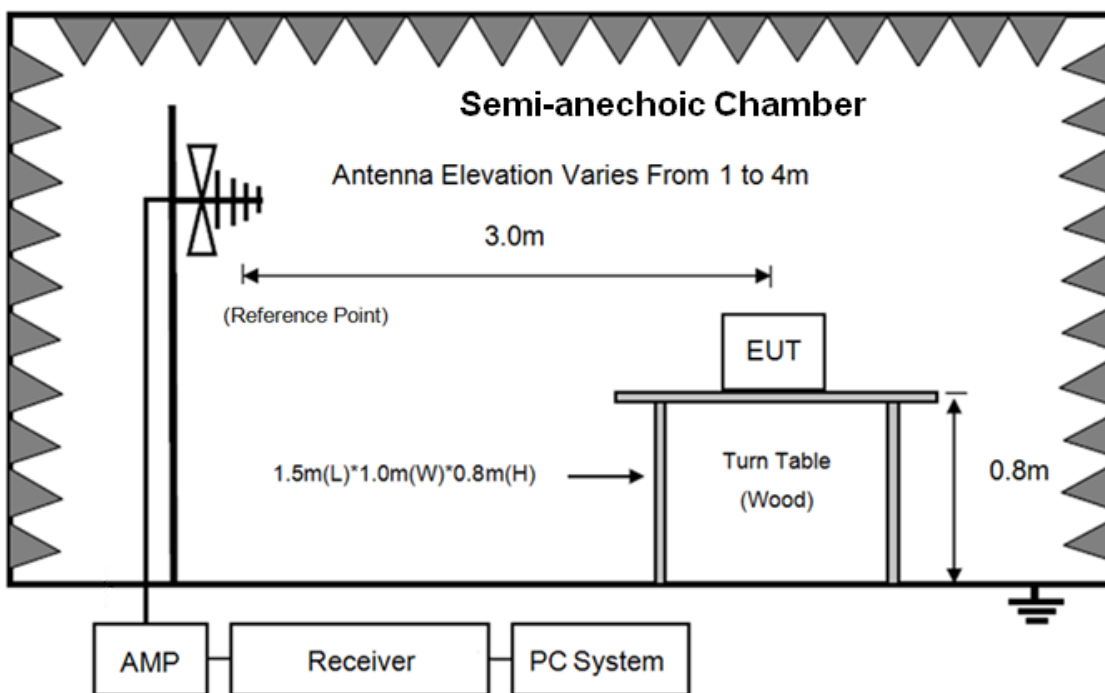 Semi-anechoic Chamber
Antenna Elevation Varies From 1 to 4m
3.0m
(Reference Point)
EUT
1.5m(L)*1.0m(W)*0.8m(H)
Turn Table
(Wood)
0.8m
AMP
Receiver
PC System